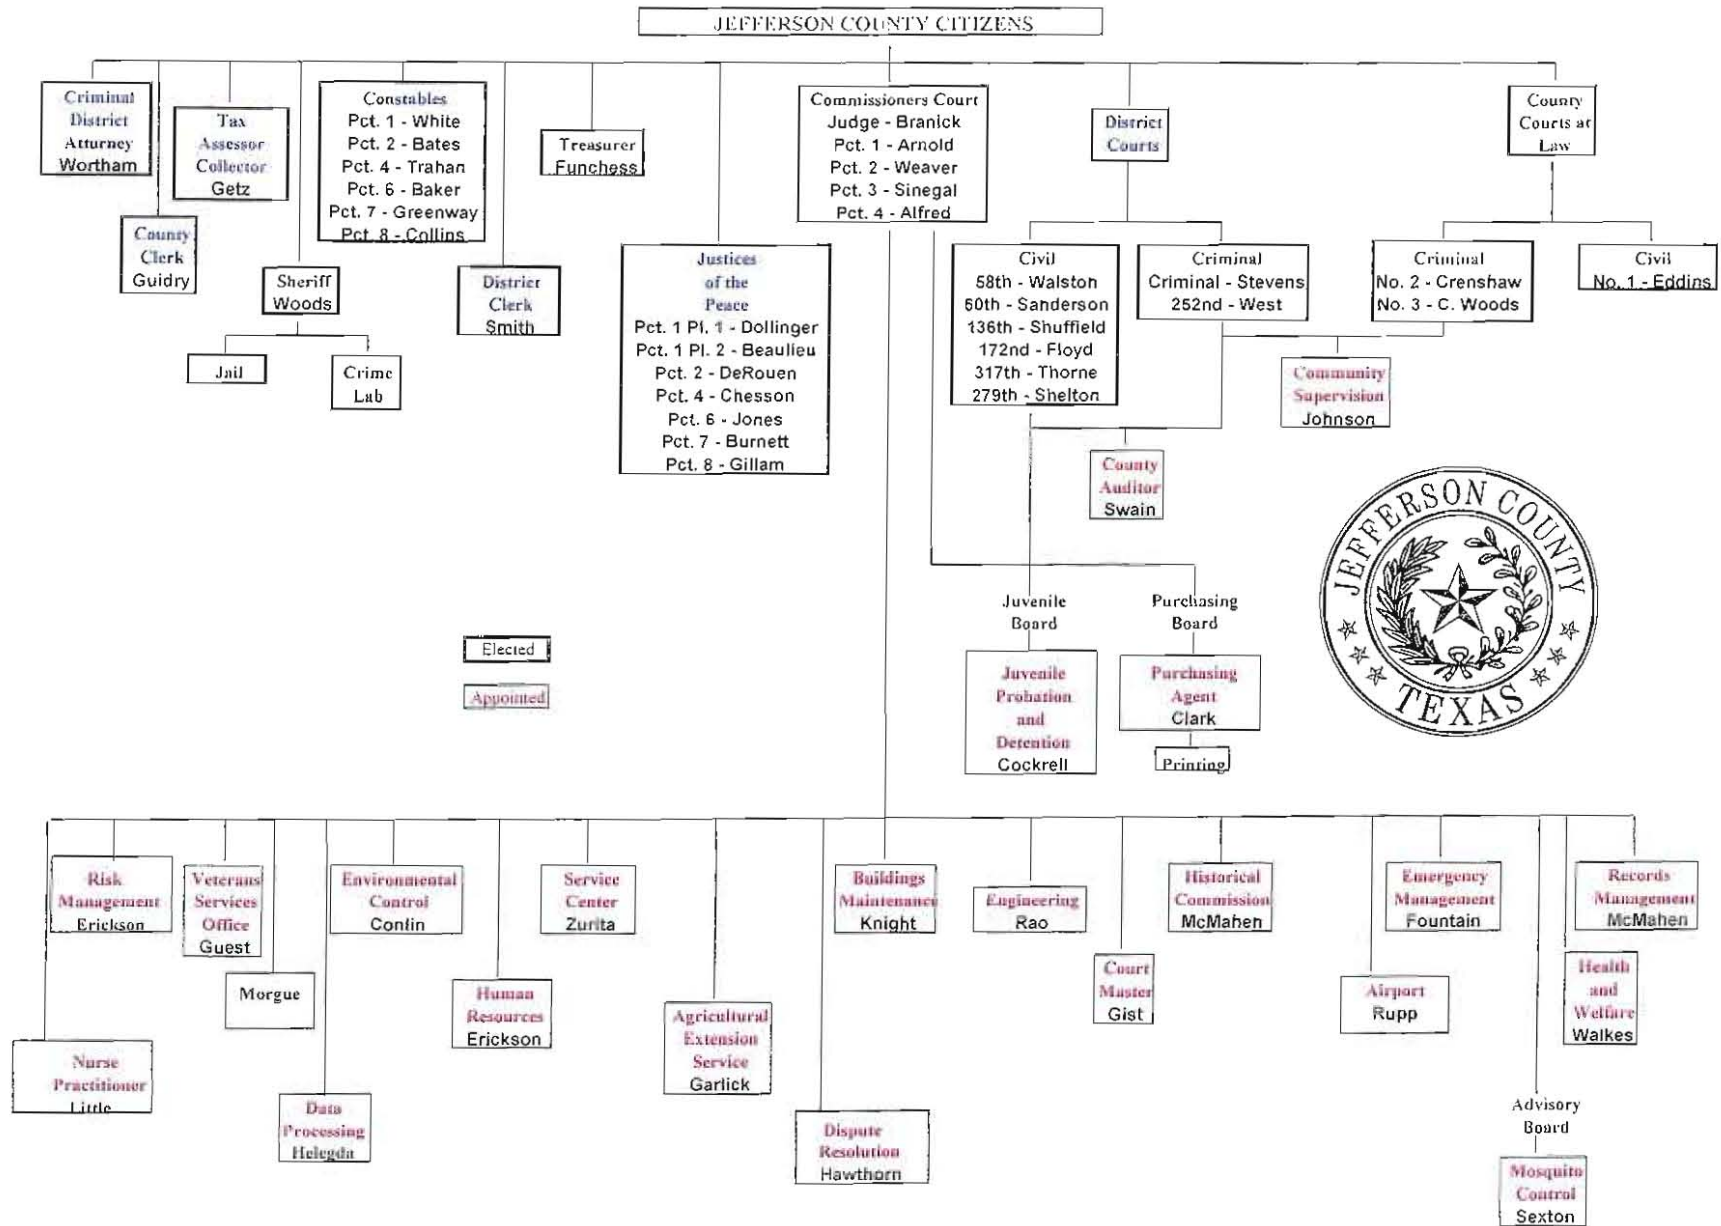 JEFFERSON COUNTY CITIZENS
Criminal
District
Attorney
Wortham
County
Clerk
Guidry
Tax
Assessor
Collector
Getz
Sheriff
Woods
Jail
Crime
Lab
Constables
Pct. 1 - White
Pct. 2 - Bates
Pct. 4 - Trahan
Pct. 6 - Baker
Pct. 7 - Greenway
Pct. 8 - Collins
District
Clerk
Smith
Treasurer
Funchess
Justices
of the
Peace
Pct. 1 Pl. 1 - Dollinger
Pct. 1 Pl. 2 - Beaulieu
Pct. 2 - DeRouen
Pct. 4 - Chesson
Pct. 6 - Jones
Pct. 7 - Burnett
Pct. 8 - Gillam
Commissioners Court
Judge - Branick
Pct. 1 - Arnold
Pct. 2 - Weaver
Pct. 3 - Sinegal
Pct. 4 - Alfred
District
Courts
Civil
58th - Walston
60th - Sanderson
136th - Shuffield
172nd - Floyd
317th - Thorne
279th - Shelton
Criminal
Criminal - Stevens
252nd - West
County
Courts at
Law
Criminal
No. 2 - Crenshaw
No. 3 - C. Woods
Civil
No. 1 - Eddins
Community
Supervision
Johnson
County
Auditor
Swain
Juvenile
Board
Juvenile
Probation
and
Detention
Cockrell
Purchasing
Board
Purchasing
Agent
Clark
Printing
JEFFERSON COUNTY
TEXAS
Elected
Appointed
Risk
Management
Erickson
Veterans
Services
Office
Guest
Environmental
Control
Conlin
Service
Center
Zurita
Buildings
Maintenance
Knight
Engineering
Rao
Historical
Commission
McMahen
Emergency
Management
Fountain
Records
Management
McMahen
Morgue
Human
Resources
Erickson
Agricultural
Extension
Service
Garlick
Court
Master
Gist
Airport
Rupp
Health
and
Welfare
Walkes
Nurse
Practitioner
Little
Data
Processing
Helegda
Dispute
Resolution
Hawthorn
Advisory
Board
Mosquito
Control
Sexton